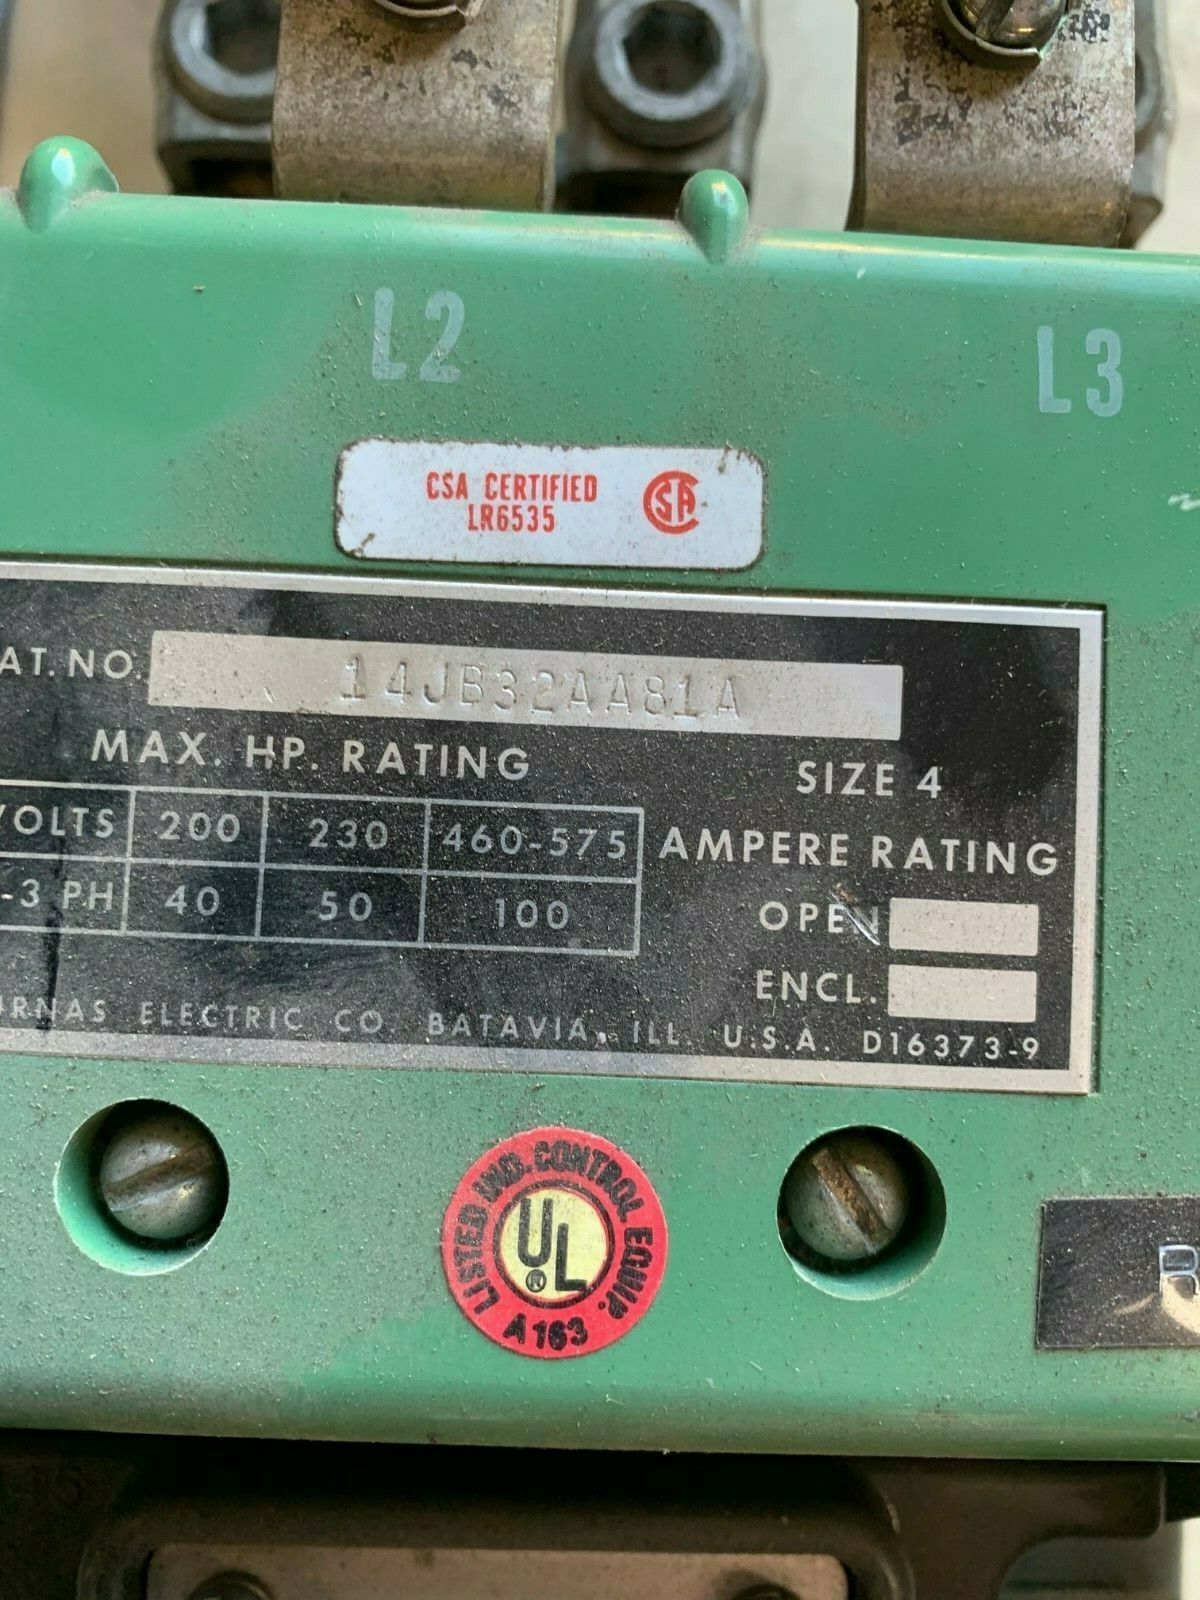 L2
L3
CSA CERTIFIED
LR6535
CSA
AT. NO. 14JB32AA81A
MAX. HP. RATING
SIZE 4
VOLTS 200 230 460-575
-3 PH 40 50 100
AMPERE RATING
OPEN
ENCL.
RNAS ELECTRIC CO. BATAVIA, ILL. U.S.A. D16373-9
LISTED IND. CONTROL EQUIP.
UL®
A163
R